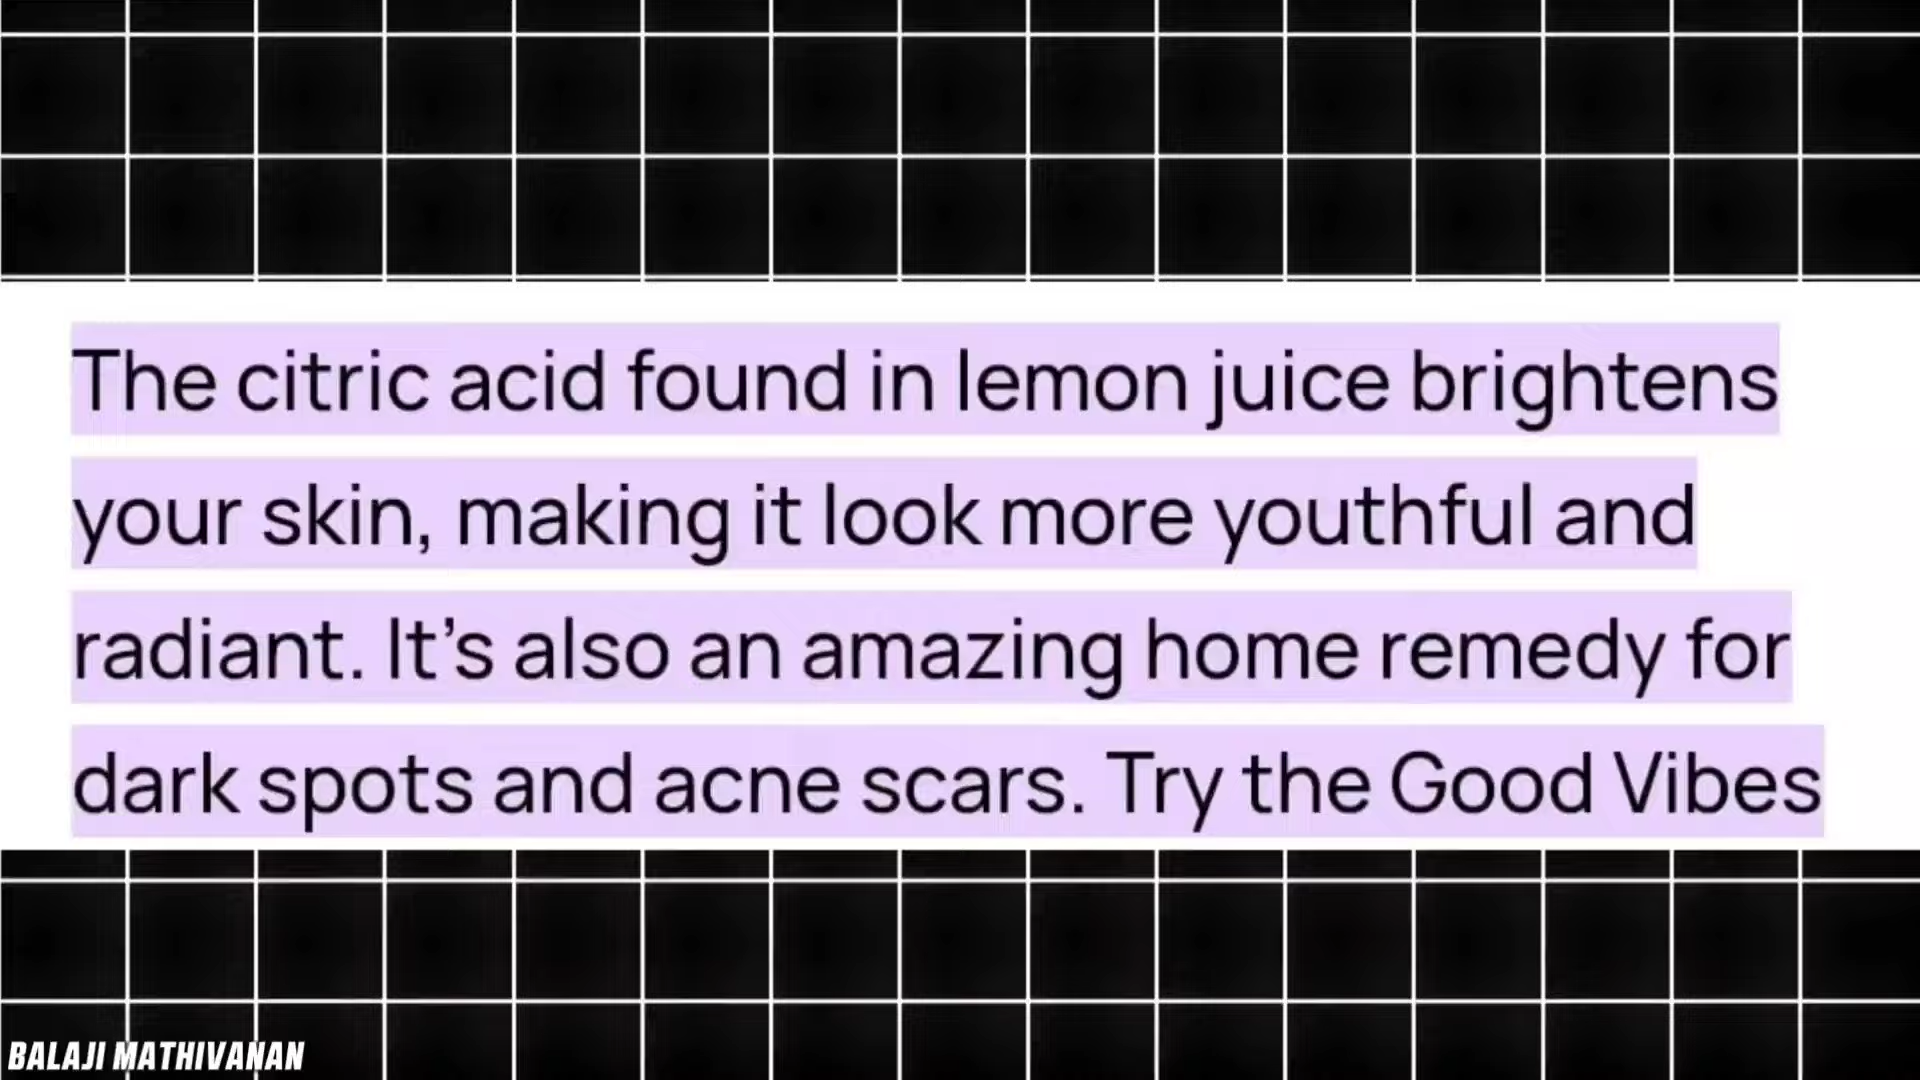 The citric acid found in lemon juice brightens
your skin, making it look more youthful and
radiant. It’s also an amazing home remedy for
dark spots and acne scars. Try the Good Vibes
BALAJI MATHIVANAN